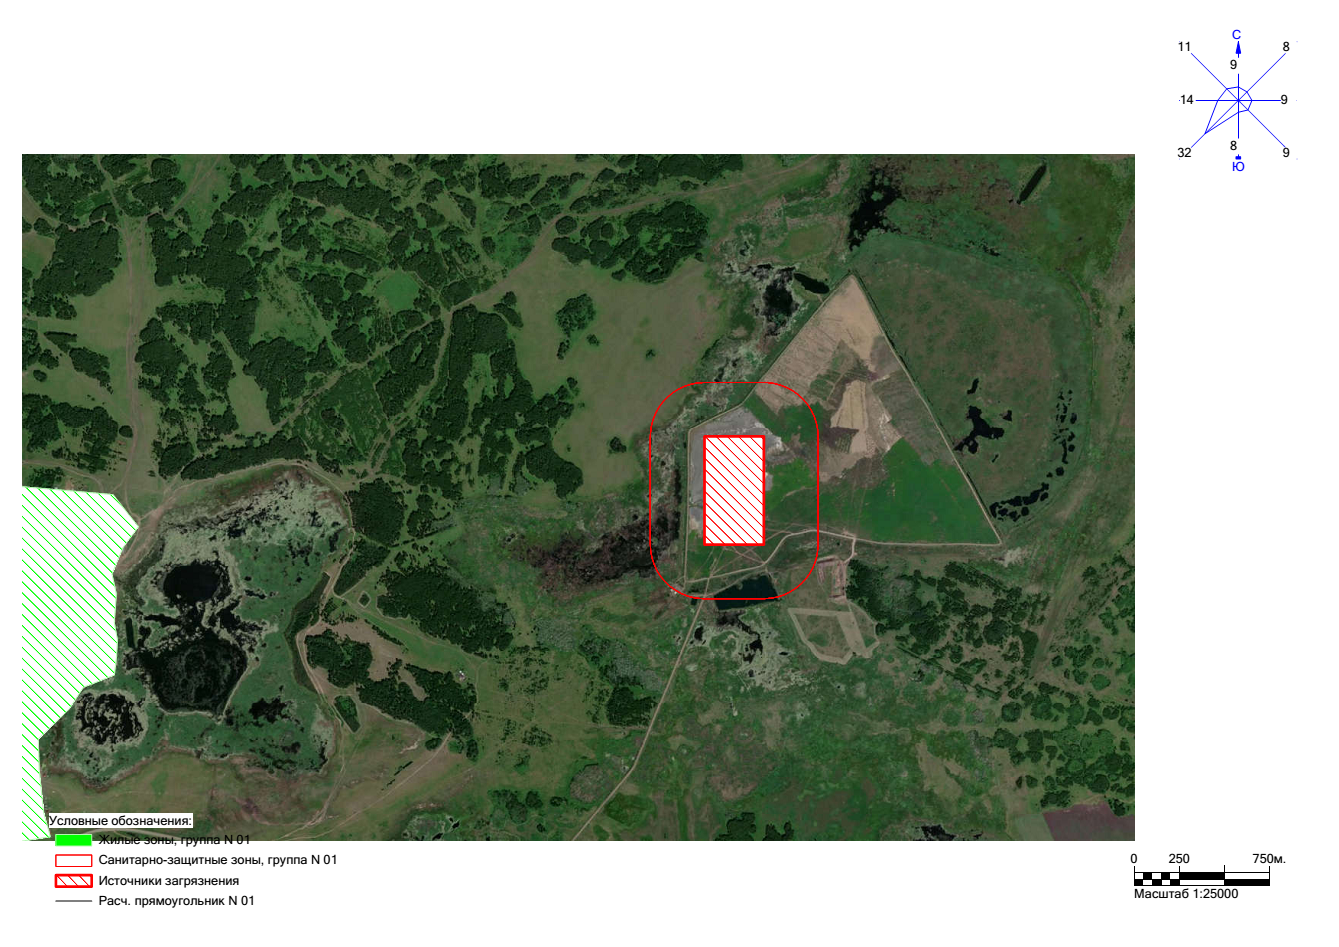 С
11
8
9
14
9
32
8
9
Ю
Условные обозначения:
Жилые зоны, группа N 01
Санитарно-защитные зоны, группа N 01
Источники загрязнения
Расч. прямоугольник N 01
0 250 750м.
Масштаб 1:25000